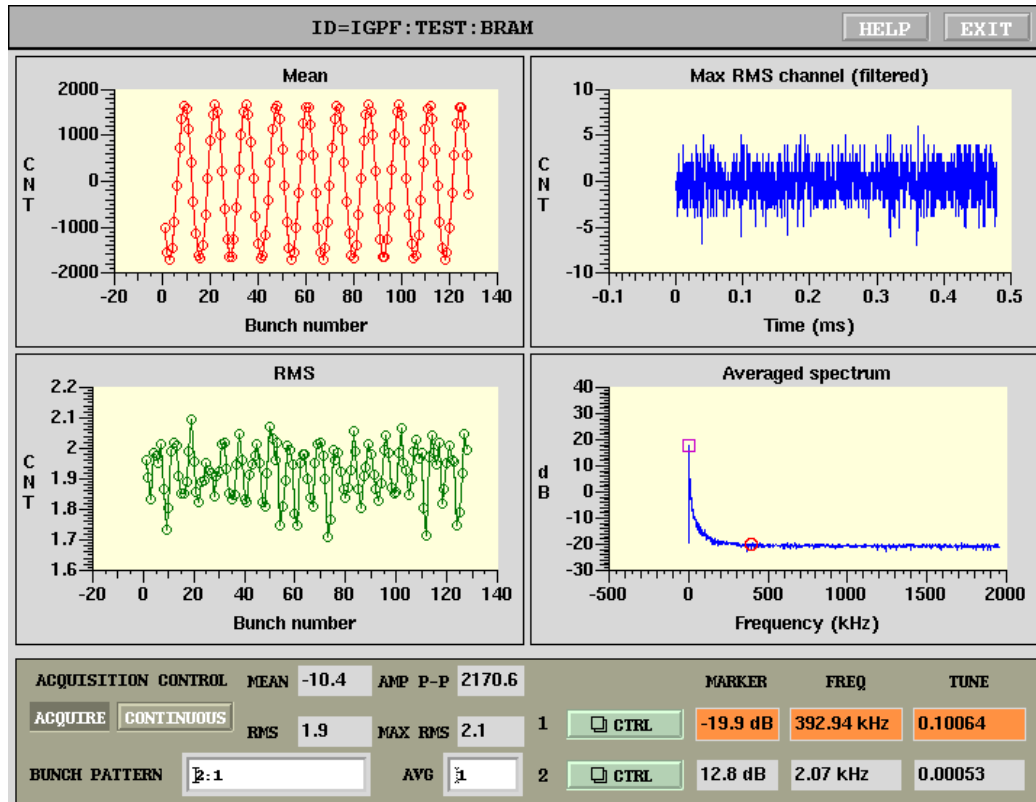 ID=IGPF:TEST:BRAM HELP EXIT
Mean
2000
1000
0
-1000
-2000
CNT
-20 0 20 40 60 80 100 120 140
Bunch number
Max RMS channel (filtered)
10
5
0
-5
-10
CNT
-0.1 0 0.1 0.2 0.3 0.4 0.5
Time (ms)
RMS
2.2
2.1
2
1.9
1.8
1.7
1.6
CNT
-20 0 20 40 60 80 100 120 140
Bunch number
Averaged spectrum
40
30
20
10
0
-10
-20
-30
dB
-500 0 500 1000 1500 2000
Frequency (kHz)
ACQUISITION CONTROL MEAN -10.4 AMP P-P 2170.6 MARKER FREQ TUNE
ACQUIRE CONTINUOUS RMS 1.9 MAX RMS 2.1 1 CTRL -19.9 dB 392.94 kHz 0.10064
BUNCH PATTERN 2:1 AVG 1 2 CTRL 12.8 dB 2.07 kHz 0.00053